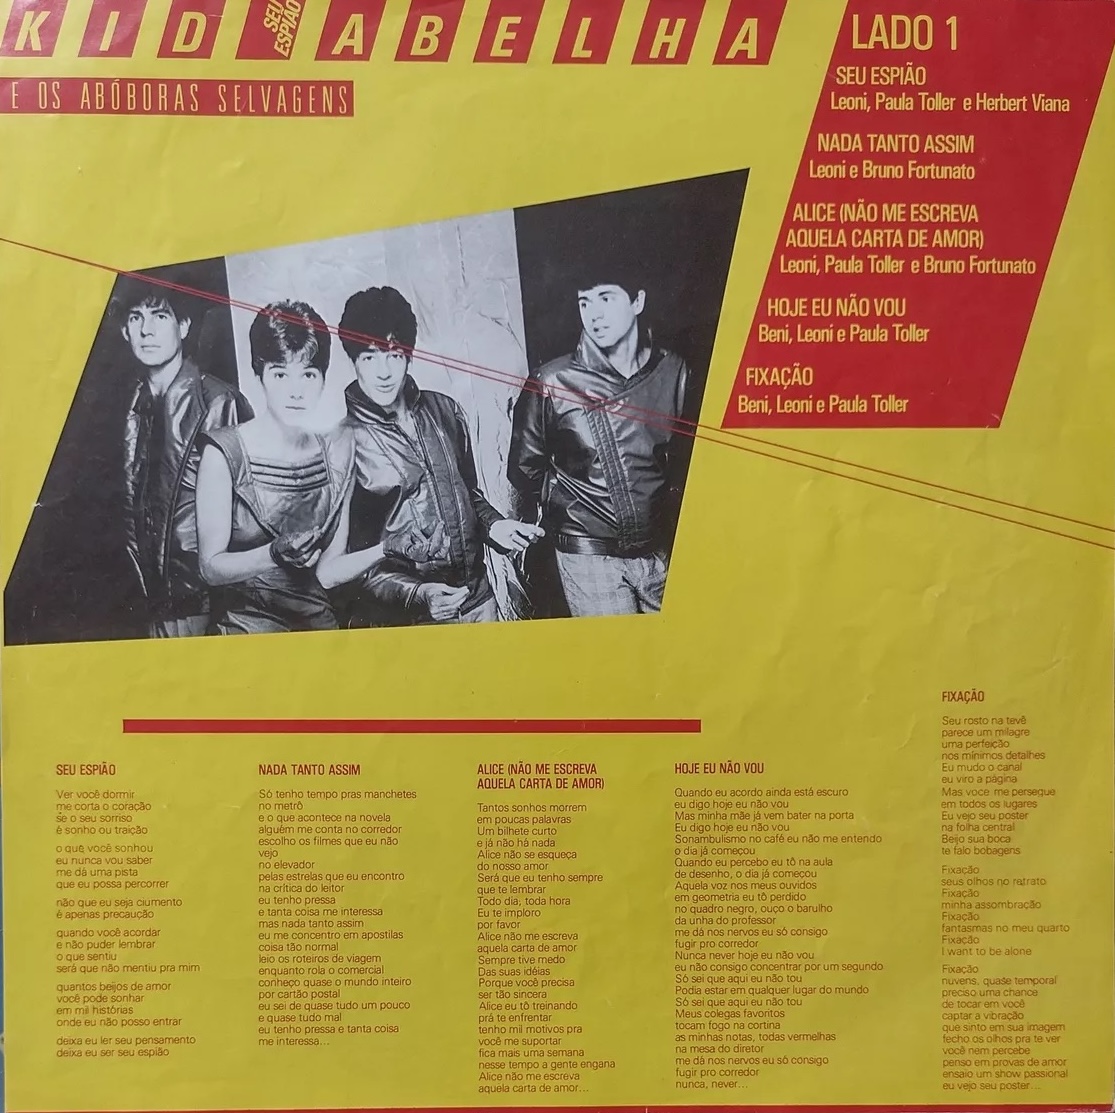 KID ABELHA
SEU
ESPIÃO
E OS ABÓBORAS SELVAGENS
LADO 1
SEU ESPIÃO
Leoni, Paula Toller e Herbert Viana
NADA TANTO ASSIM
Leoni e Bruno Fortunato
ALICE (NÃO ME ESCREVA
AQUELA CARTA DE AMOR)
Leoni, Paula Toller e Bruno Fortunato
HOJE EU NÃO VOU
Beni, Leoni e Paula Toller
FIXAÇÃO
Beni, Leoni e Paula Toller
SEU ESPIÃO
Ver você dormir
me corta o coração
se o seu sorriso
é sonho ou traição
o que você sonhou
eu nunca vou saber
me dá uma pista
que eu possa percorrer
não que eu seja ciumento
é apenas precaução
quando você acordar
e não puder lembrar
o que sentiu
será que não mentiu pra mim
quantos beijos de amor
você pode sonhar
em mil histórias
onde eu não posso entrar
deixa eu ler seu pensamento
deixa eu ser seu espião
NADA TANTO ASSIM
Só tenho tempo pras manchetes
no metrô
e o que acontece na novela
alguém me conta no corredor
escolho os filmes que eu não
vejo
no elevador
pelas estrelas que eu encontro
na crítica do leitor
eu tenho pressa
e tanta coisa me interessa
mas nada tanto assim
eu me concentro em apostilas
coisa tão normal
leio os roteiros de viagem
enquanto rola o comercial
conheço quase o mundo inteiro
por cartão postal
eu sei de quase tudo um pouco
e quase tudo mal
eu tenho pressa e tanta coisa
me interessa...
ALICE (NÃO ME ESCREVA
AQUELA CARTA DE AMOR)
Tantos sonhos morrem
em poucas palavras
Um bilhete curto
e já não há nada
Alice não se esqueça
do nosso amor
Será que eu tenho sempre
que te lembrar
Todo dia, toda hora
Eu te imploro
por favor
Alice não me escreva
aquela carta de amor
Sempre tive medo
Das suas idéias
Porque você precisa
ser tão sincera
Alice eu tô treinando
prá te enfrentar
tenho mil motivos pra
você me suportar
fica mais uma semana
nesse tempo a gente engana
Alice não me escreva
aquela carta de amor...
HOJE EU NÃO VOU
Quando eu acordo ainda está escuro
eu digo hoje eu não vou
Mas minha mãe já vem bater na porta
Eu digo hoje eu não vou
Sonambulismo no café eu não me entendo
o dia já começou
Quando eu percebo eu tô na aula
de desenho, o dia já começou
Aquela voz nos meus ouvidos
em geometria eu tô perdido
no quadro negro, ouço o barulho
da unha do professor
me dá nos nervos eu só consigo
fugir pro corredor
Nunca never hoje eu não vou
eu não consigo concentrar por um segundo
Só sei que aqui eu não tou
Podia estar em qualquer lugar do mundo
Só sei que aqui eu não tou
Meus colegas favoritos
tocam fogo na cortina
as minhas notas, todas vermelhas
na mesa do diretor
me dá nos nervos eu só consigo
fugir pro corredor
nunca, never...
FIXAÇÃO
Seu rosto na tevê
parece um milagre
uma perfeição
nos mínimos detalhes
Eu mudo o canal
eu viro a página
Mas você me persegue
em todos os lugares
Eu vejo seu poster
na folha central
Beijo sua boca
te falo bobagens
Fixação
seus olhos no retrato
Fixação
minha assombração
Fixação
fantasmas no meu quarto
Fixação
I want to be alone
Fixação
nuvens, quase temporal
preciso uma chance
de tocar em você
captar a vibração
que sinto em sua imagem
fecho os olhos pra te ver
você nem percebe
penso em provas de amor
ensaio um show passional
eu vejo seu poster...